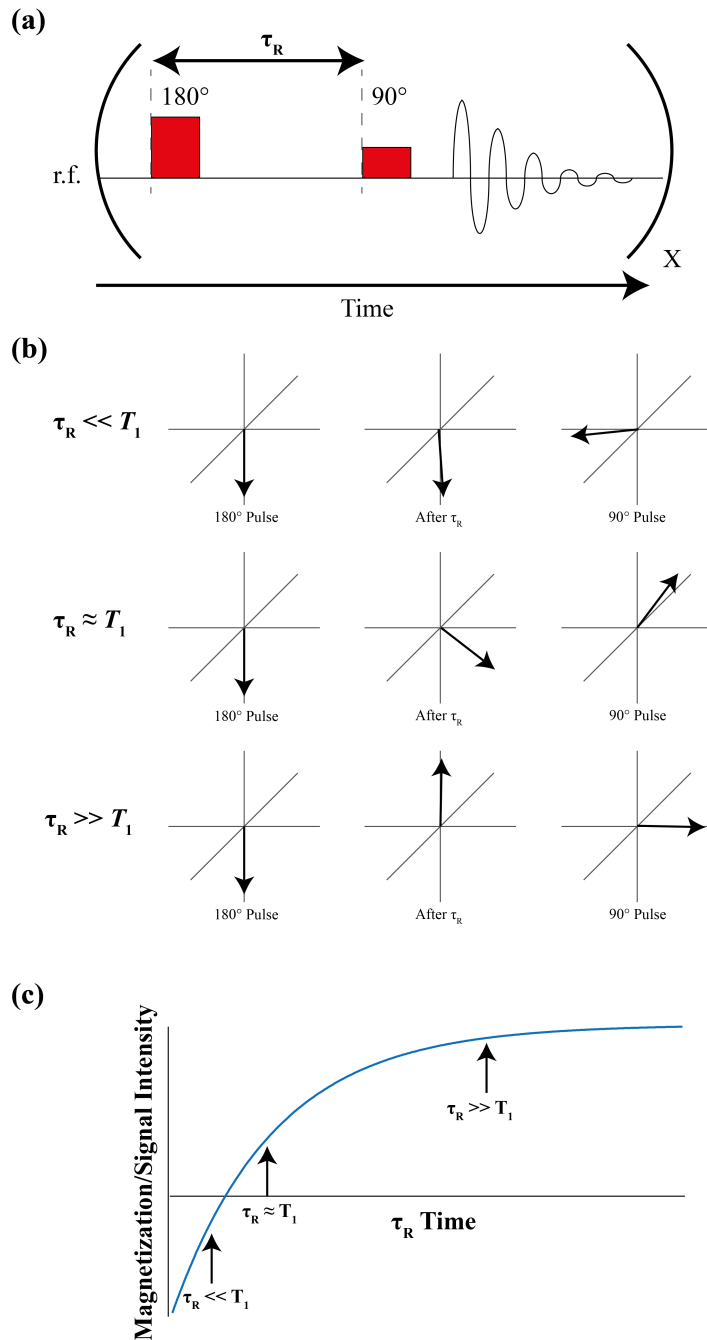 (a)
τR
180°
90°
r.f.
X
Time
(b)
τR << T1
180° Pulse
After τR
90° Pulse
τR ≈ T1
180° Pulse
After τR
90° Pulse
τR >> T1
180° Pulse
After τR
90° Pulse
(c)
Magnetization/Signal Intensity
τR >> T1
τR ≈ T1
τR Time
τR << T1